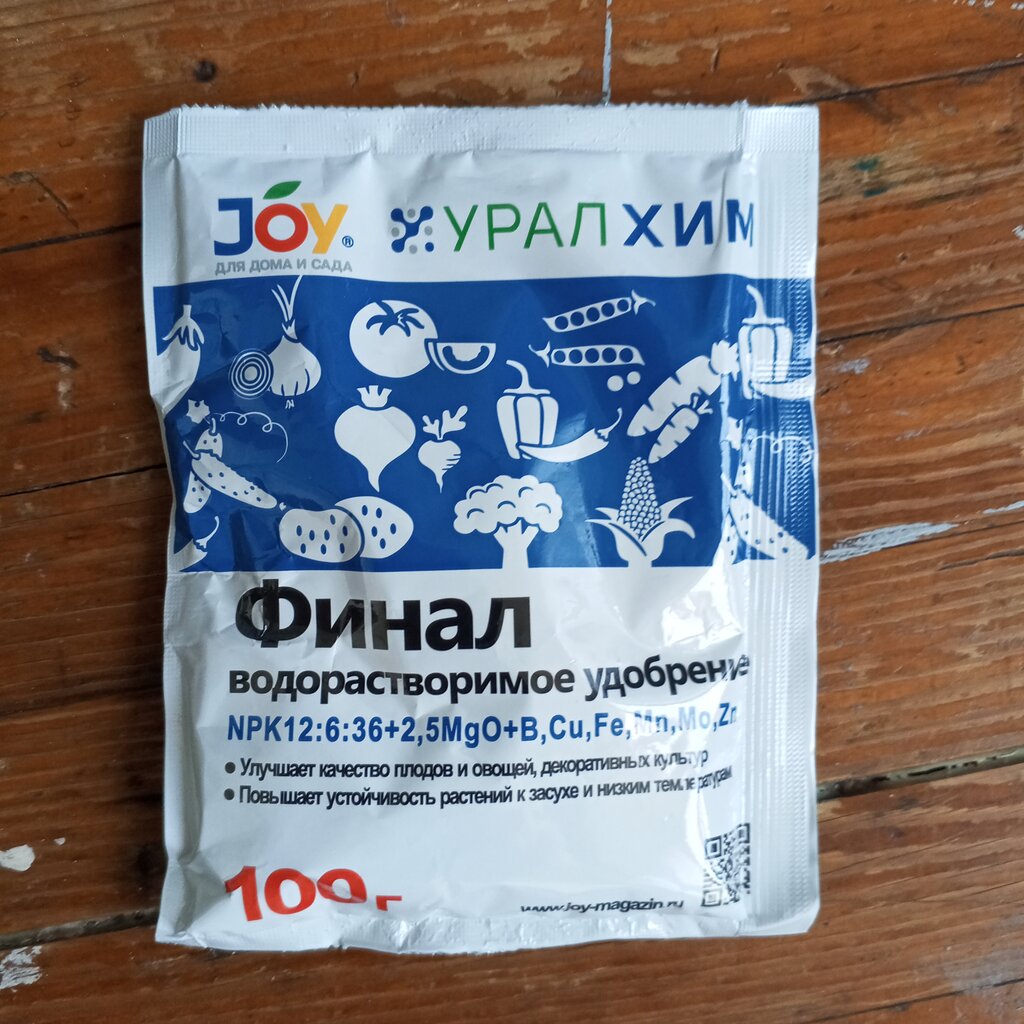 JOY®
ДЛЯ ДОМА И САДА
УРАЛХИМ
Финал
водорастворимое удобрение
NPK12:6:36+2,5MgO+B,Cu,Fe,Mn,Mo,Zn
• Улучшает качество плодов и овощей, декоративных культур
• Повышает устойчивость растений к засухе и низким температурам
100 г
www.joy-magazin.ru